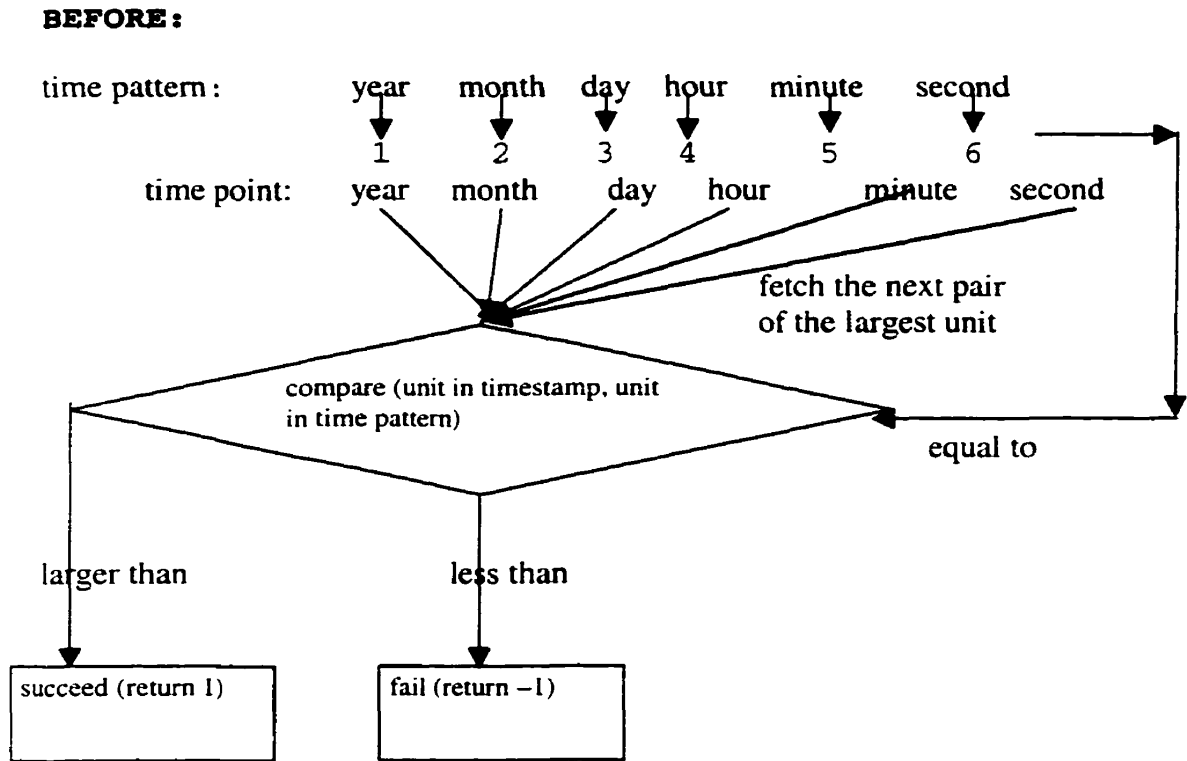 BEFORE:
time pattern: year month day hour minute second
1 2 3 4 5 6
time point: year month day hour minute second
fetch the next pair
of the largest unit
compare (unit in timestamp, unit
in time pattern)
equal to
larger than less than
succeed (return 1) fail (return –1)